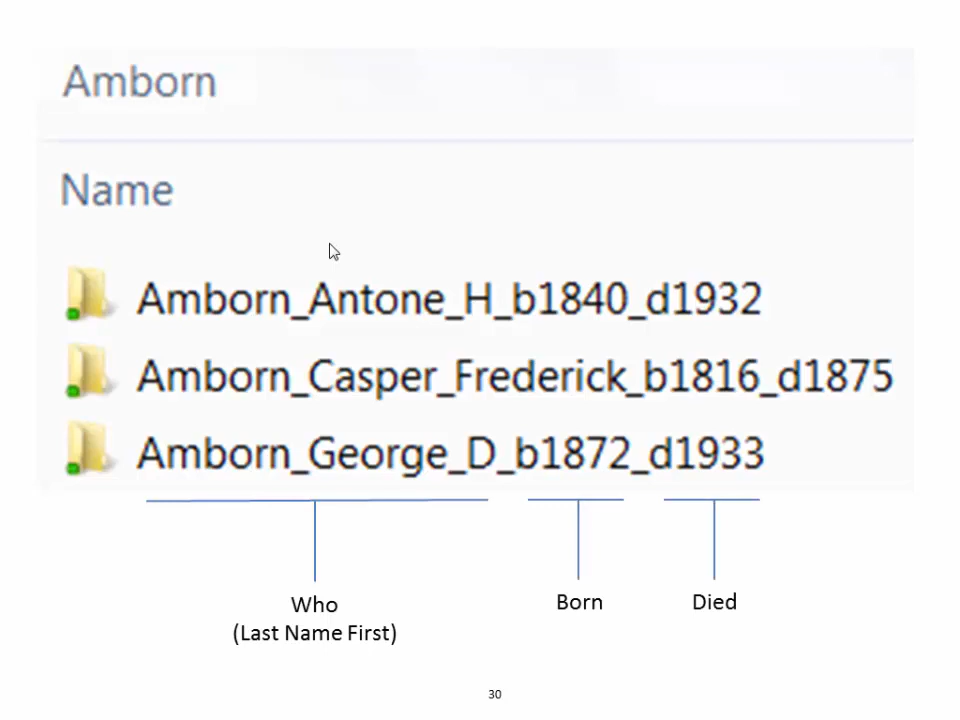 Amborn
Name
Amborn_Antone_H_b1840_d1932
Amborn_Casper_Frederick_b1816_d1875
Amborn_George_D_b1872_d1933
Who Born Died
(Last Name First)
30